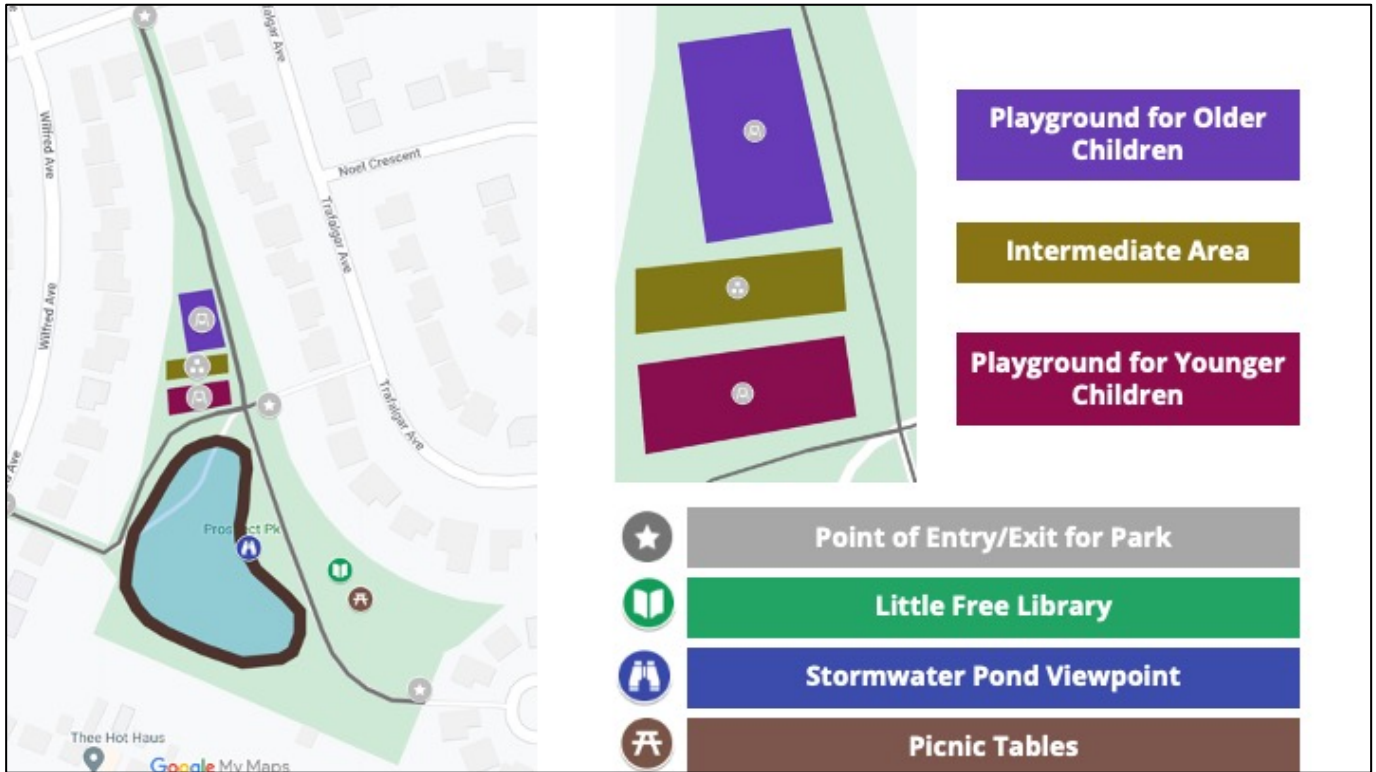 Trafalgar Ave
Wilfred Ave
Noel Crescent
Trafalgar Ave
Wilfred Ave
Trafalgar Ave
Ave
Prospect Pk
Thee Hot Haus
Google My Maps
Playground for Older
Children
Intermediate Area
Playground for Younger
Children
Point of Entry/Exit for Park
Little Free Library
Stormwater Pond Viewpoint
Picnic Tables